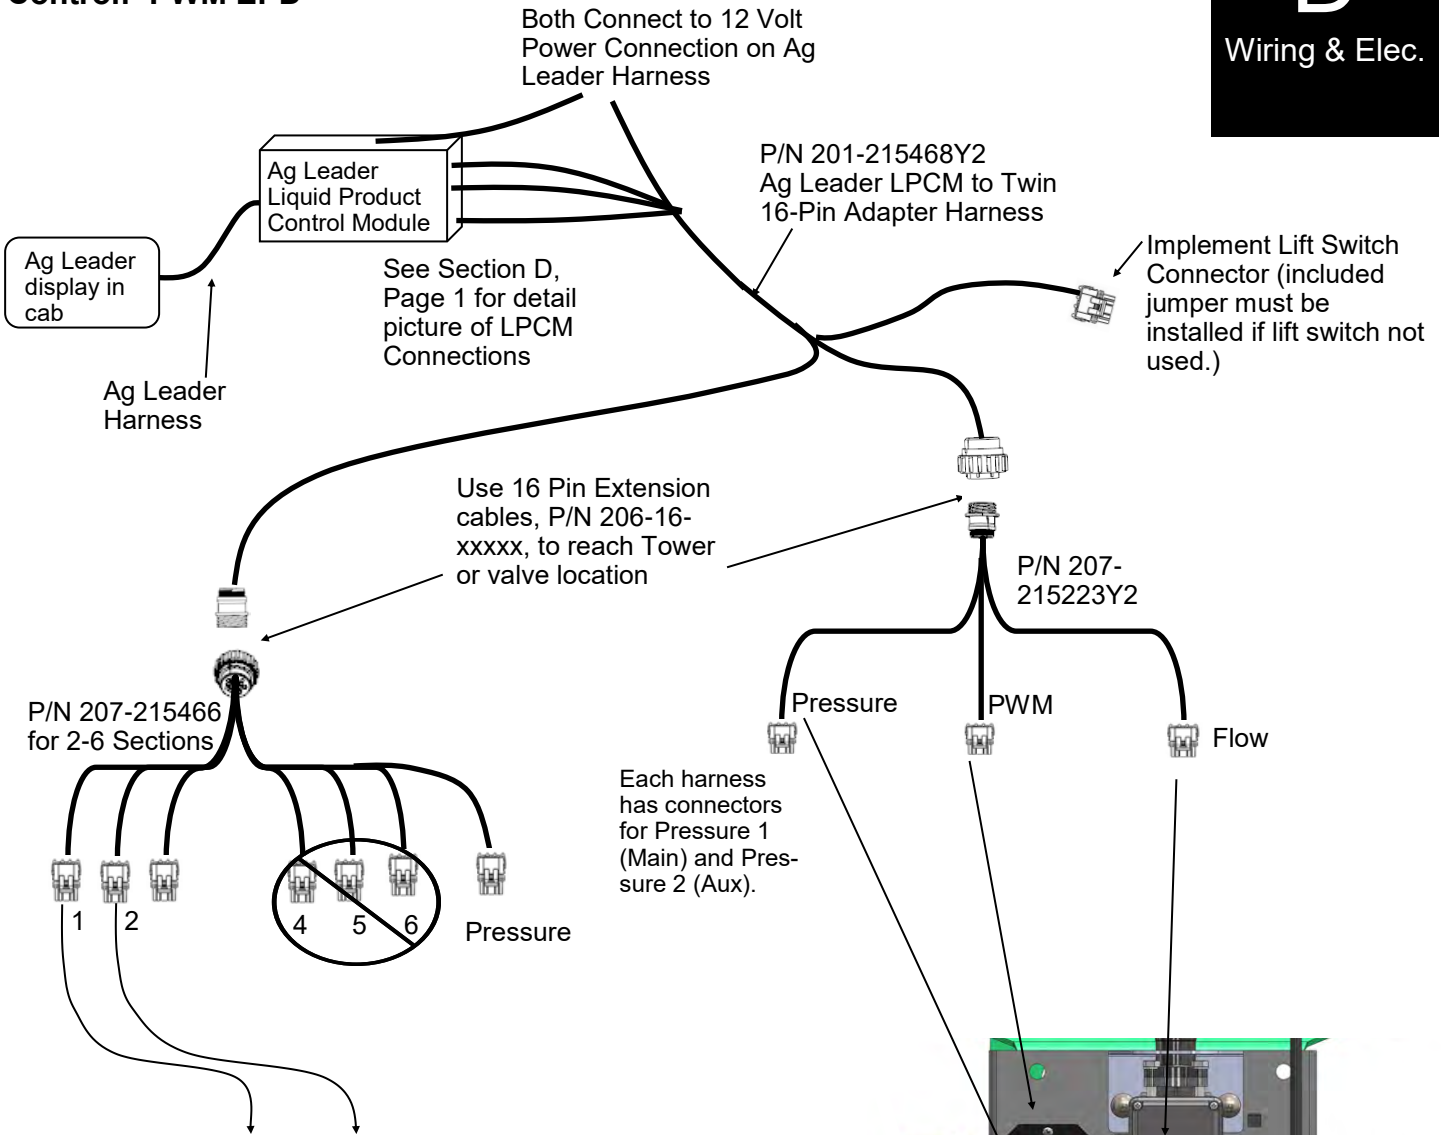 Both Connect to 12 Volt
Power Connection on Ag
Leader Harness
Wiring & Elec.
Ag Leader
Liquid Product
Control Module
P/N 201-215468Y2
Ag Leader LPCM to Twin
16-Pin Adapter Harness
Implement Lift Switch
Connector (included
jumper must be
installed if lift switch not
used.)
Ag Leader
display in
cab
See Section D,
Page 1 for detail
picture of LPCM
Connections
Ag Leader
Harness
Use 16 Pin Extension
cables, P/N 206-16-
xxxxx, to reach Tower
or valve location
P/N 207-
215223Y2
P/N 207-215466
for 2-6 Sections
Pressure
PWM
Flow
Each harness
has connectors
for Pressure 1
(Main) and Pres-
sure 2 (Aux).
1
2
4
5
6
Pressure